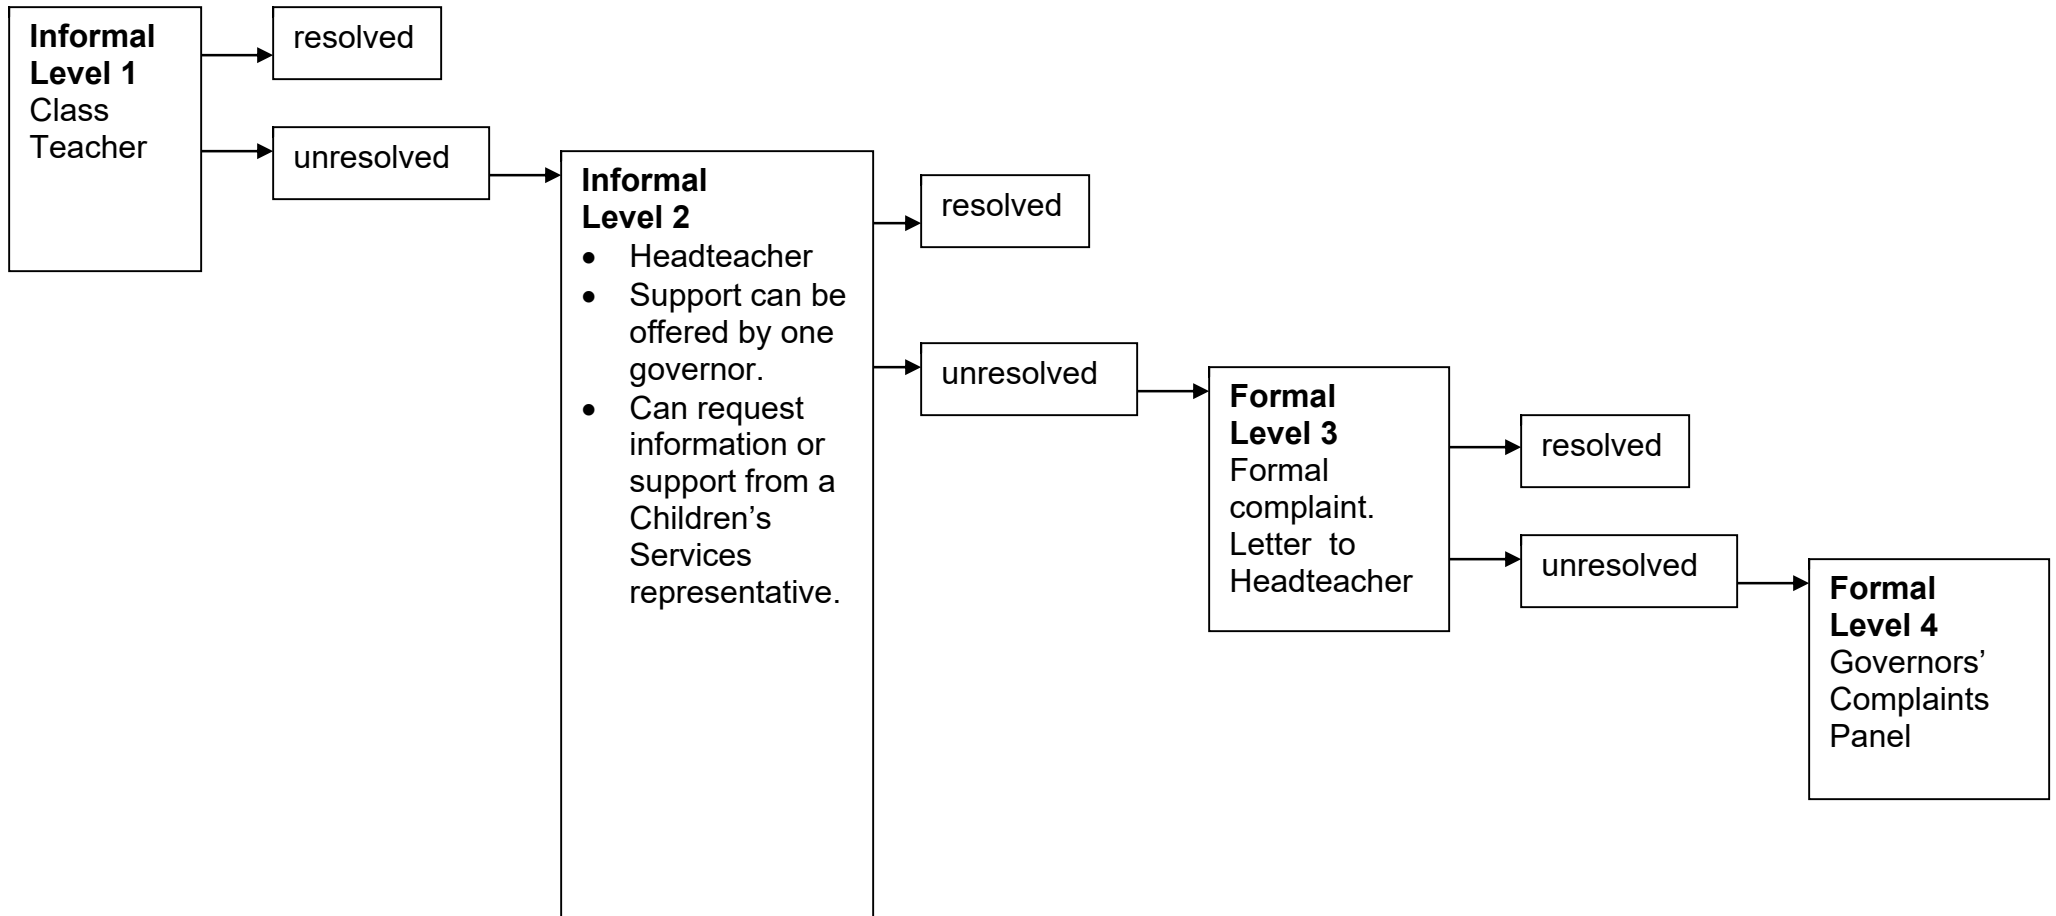 Informal
Level 1
Class
Teacher
resolved
unresolved
Informal
Level 2
• Headteacher
• Support can be
offered by one
governor.
• Can request
information or
support from a
Children’s
Services
representative.
resolved
unresolved
Formal
Level 3
Formal
complaint.
Letter  to
Headteacher
resolved
unresolved
Formal
Level 4
Governors’
Complaints
Panel